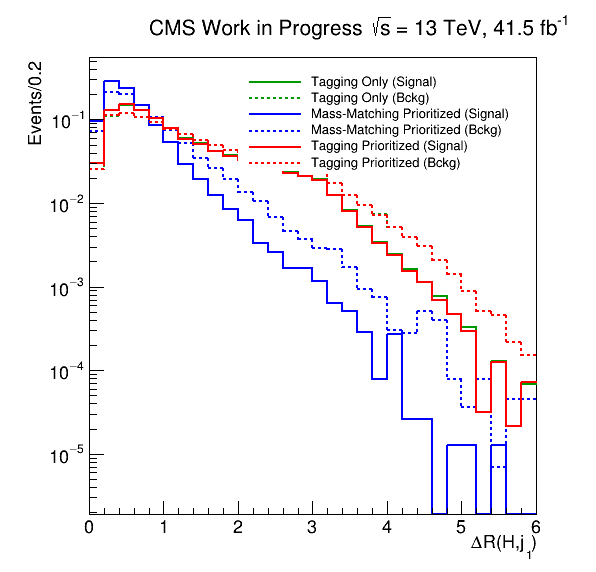 CMS Work in Progress √s = 13 TeV, 41.5 fb⁻¹
Events/0.2
Tagging Only (Signal)
Tagging Only (Bckg)
Mass-Matching Prioritized (Signal)
Mass-Matching Prioritized (Bckg)
Tagging Prioritized (Signal)
Tagging Prioritized (Bckg)
10⁻¹
10⁻²
10⁻³
10⁻⁴
10⁻⁵
0 1 2 3 4 5 6
ΔR(H,j₁)